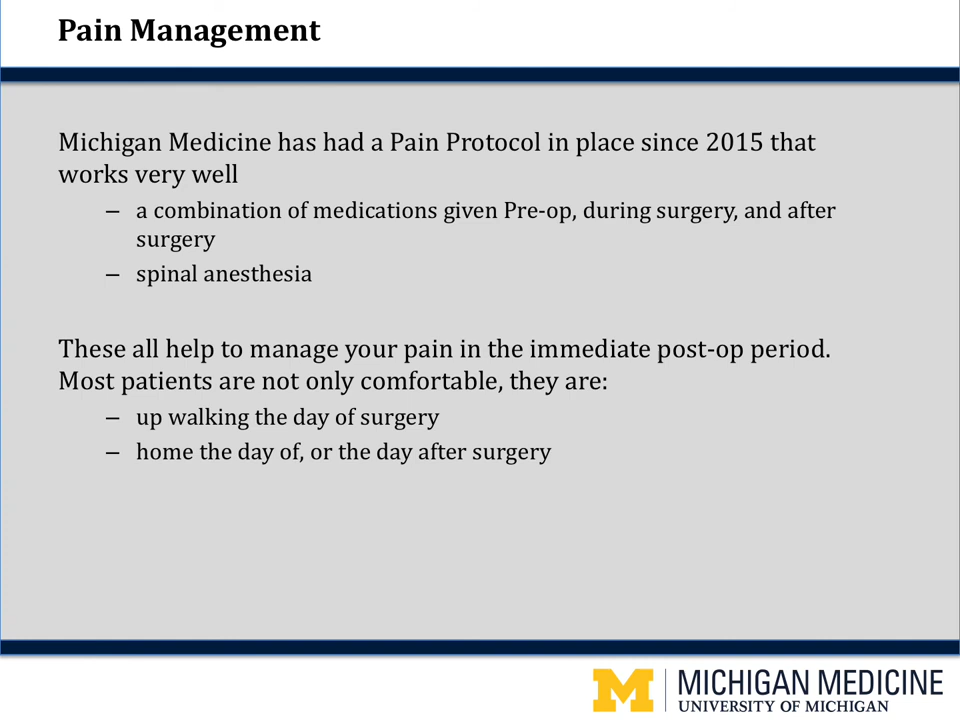 Pain Management
Michigan Medicine has had a Pain Protocol in place since 2015 that
works very well
– a combination of medications given Pre-op, during surgery, and after
surgery
– spinal anesthesia
These all help to manage your pain in the immediate post-op period.
Most patients are not only comfortable, they are:
– up walking the day of surgery
– home the day of, or the day after surgery
M MICHIGAN MEDICINE
UNIVERSITY OF MICHIGAN